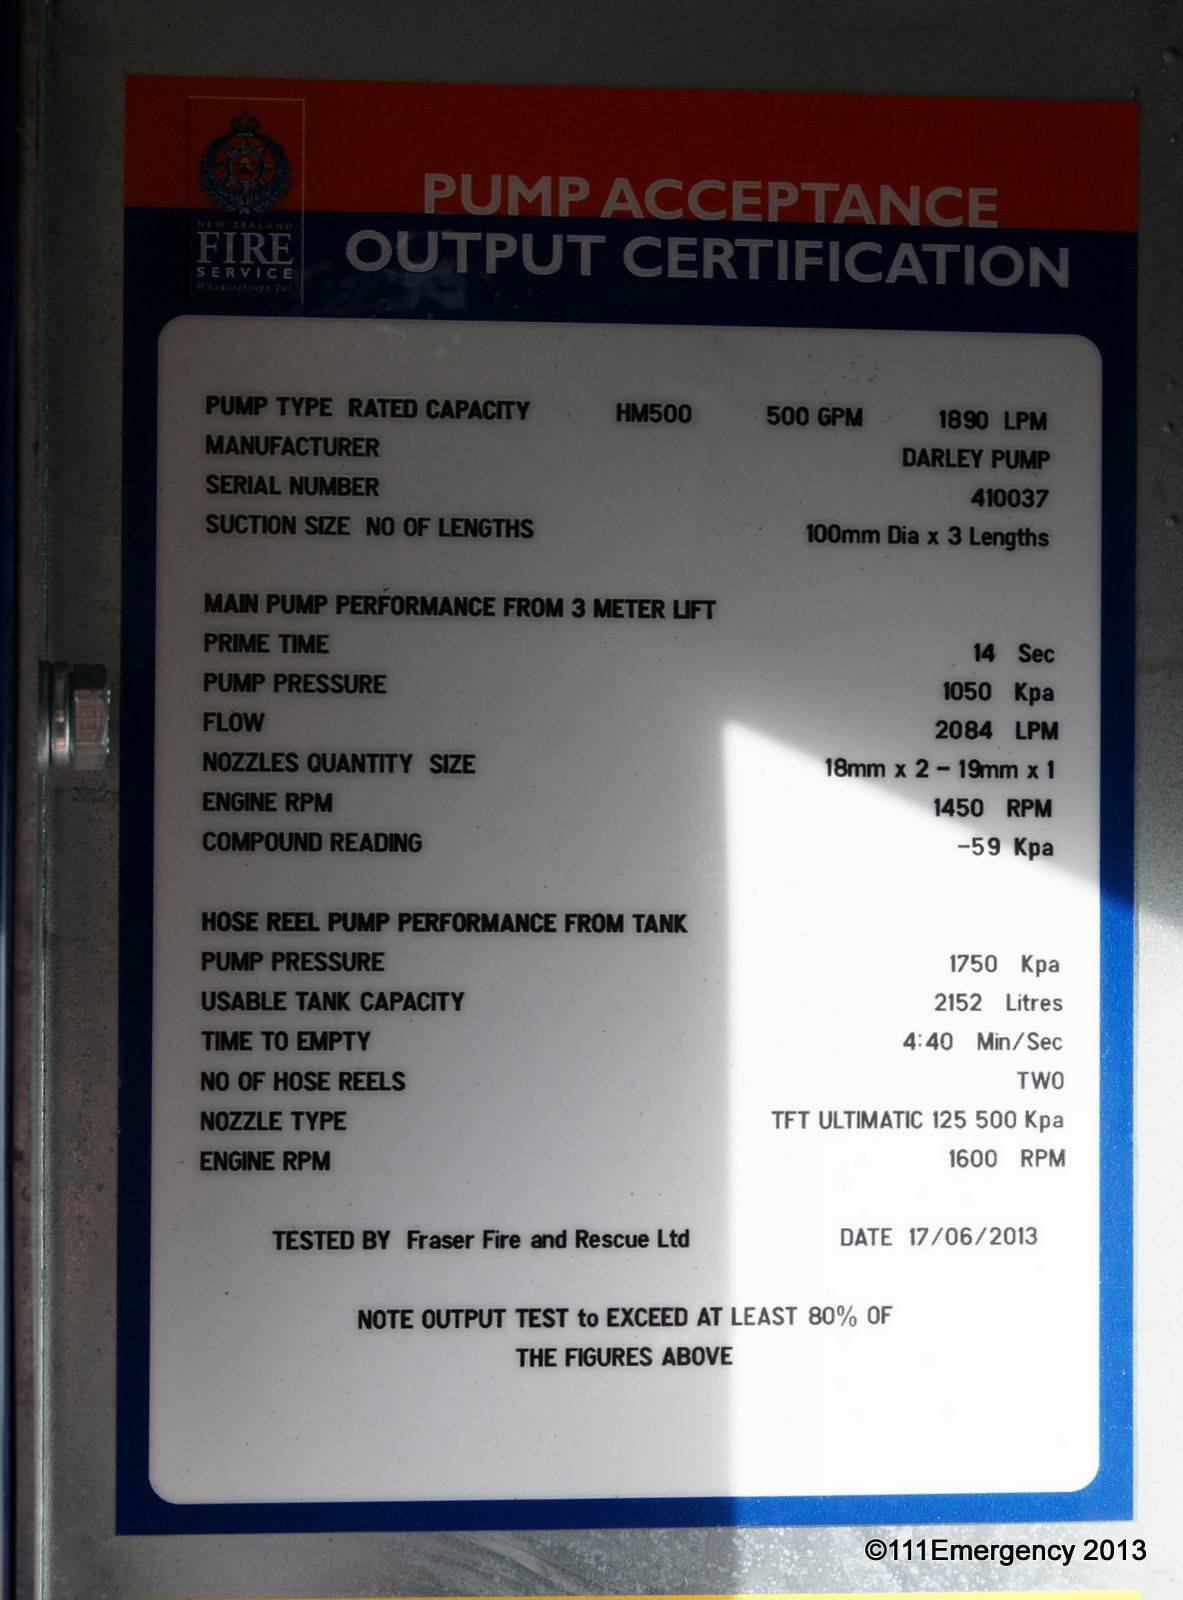 NEW ZEALAND
FIRE
SERVICE
Whakaratonga Iwi
PUMP ACCEPTANCE
OUTPUT CERTIFICATION
PUMP TYPE RATED CAPACITY HM500 500 GPM 1890 LPM
MANUFACTURER DARLEY PUMP
SERIAL NUMBER 410037
SUCTION SIZE NO OF LENGTHS 100mm Dia x 3 Lengths
MAIN PUMP PERFORMANCE FROM 3 METER LIFT
PRIME TIME 14 Sec
PUMP PRESSURE 1050 Kpa
FLOW 2084 LPM
NOZZLES QUANTITY SIZE 18mm x 2 – 19mm x 1
ENGINE RPM 1450 RPM
COMPOUND READING –59 Kpa
HOSE REEL PUMP PERFORMANCE FROM TANK
PUMP PRESSURE 1750 Kpa
USABLE TANK CAPACITY 2152 Litres
TIME TO EMPTY 4:40 Min/Sec
NO OF HOSE REELS TWO
NOZZLE TYPE TFT ULTIMATIC 125 500 Kpa
ENGINE RPM 1600 RPM
TESTED BY Fraser Fire and Rescue Ltd DATE 17/06/2013
NOTE OUTPUT TEST to EXCEED AT LEAST 80% OF
THE FIGURES ABOVE
©111Emergency 2013